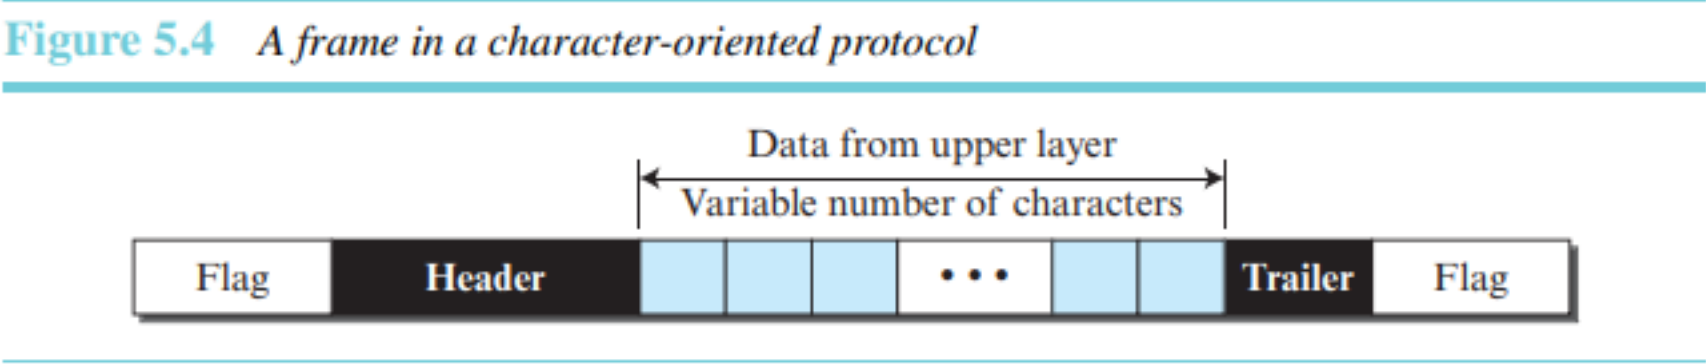 Figure 5.4 A frame in a character-oriented protocol
Data from upper layer
Variable number of characters
Flag Header • • • Trailer Flag